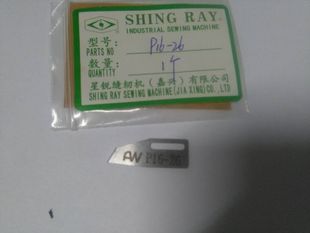 SHING RAY
INDUSTRIAL SEWING MACHINE
型号:
PARTS NO
P16-26
数量:
QUANTITY
1个
星锐缝纫机（嘉兴）有限公司
SHING RAY SEWING MACHINE (JIA XING) CO.,LTD
P16-26